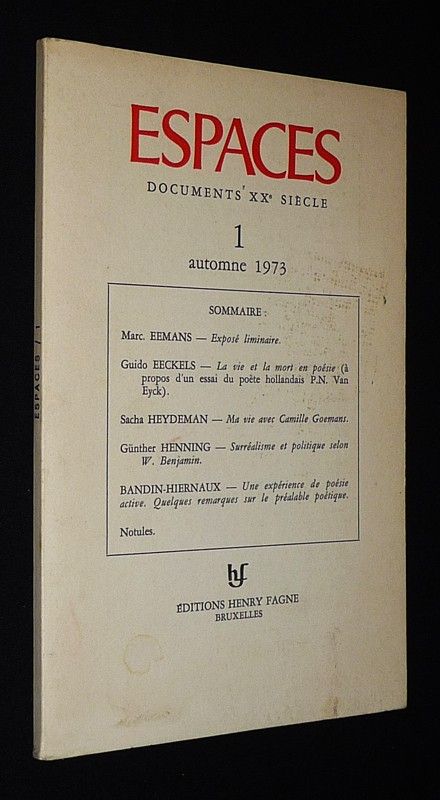 ESPACES
DOCUMENTS XXe SIÈCLE
1
automne 1973
SOMMAIRE :
Marc. EEMANS — Exposé liminaire.
Guido EECKELS — La vie et la mort en poésie (à
propos d'un essai du poète hollandais P.N. Van
Eyck).
Sacha HEYDEMAN — Ma vie avec Camille Goemans.
Günther HENNING — Surréalisme et politique selon
W. Benjamin.
BANDIN-HIERNAUX — Une expérience de poésie
active. Quelques remarques sur le préalable poétique.
Notules.
hf
ÉDITIONS HENRY FAGNE
BRUXELLES
ESPACES / 1